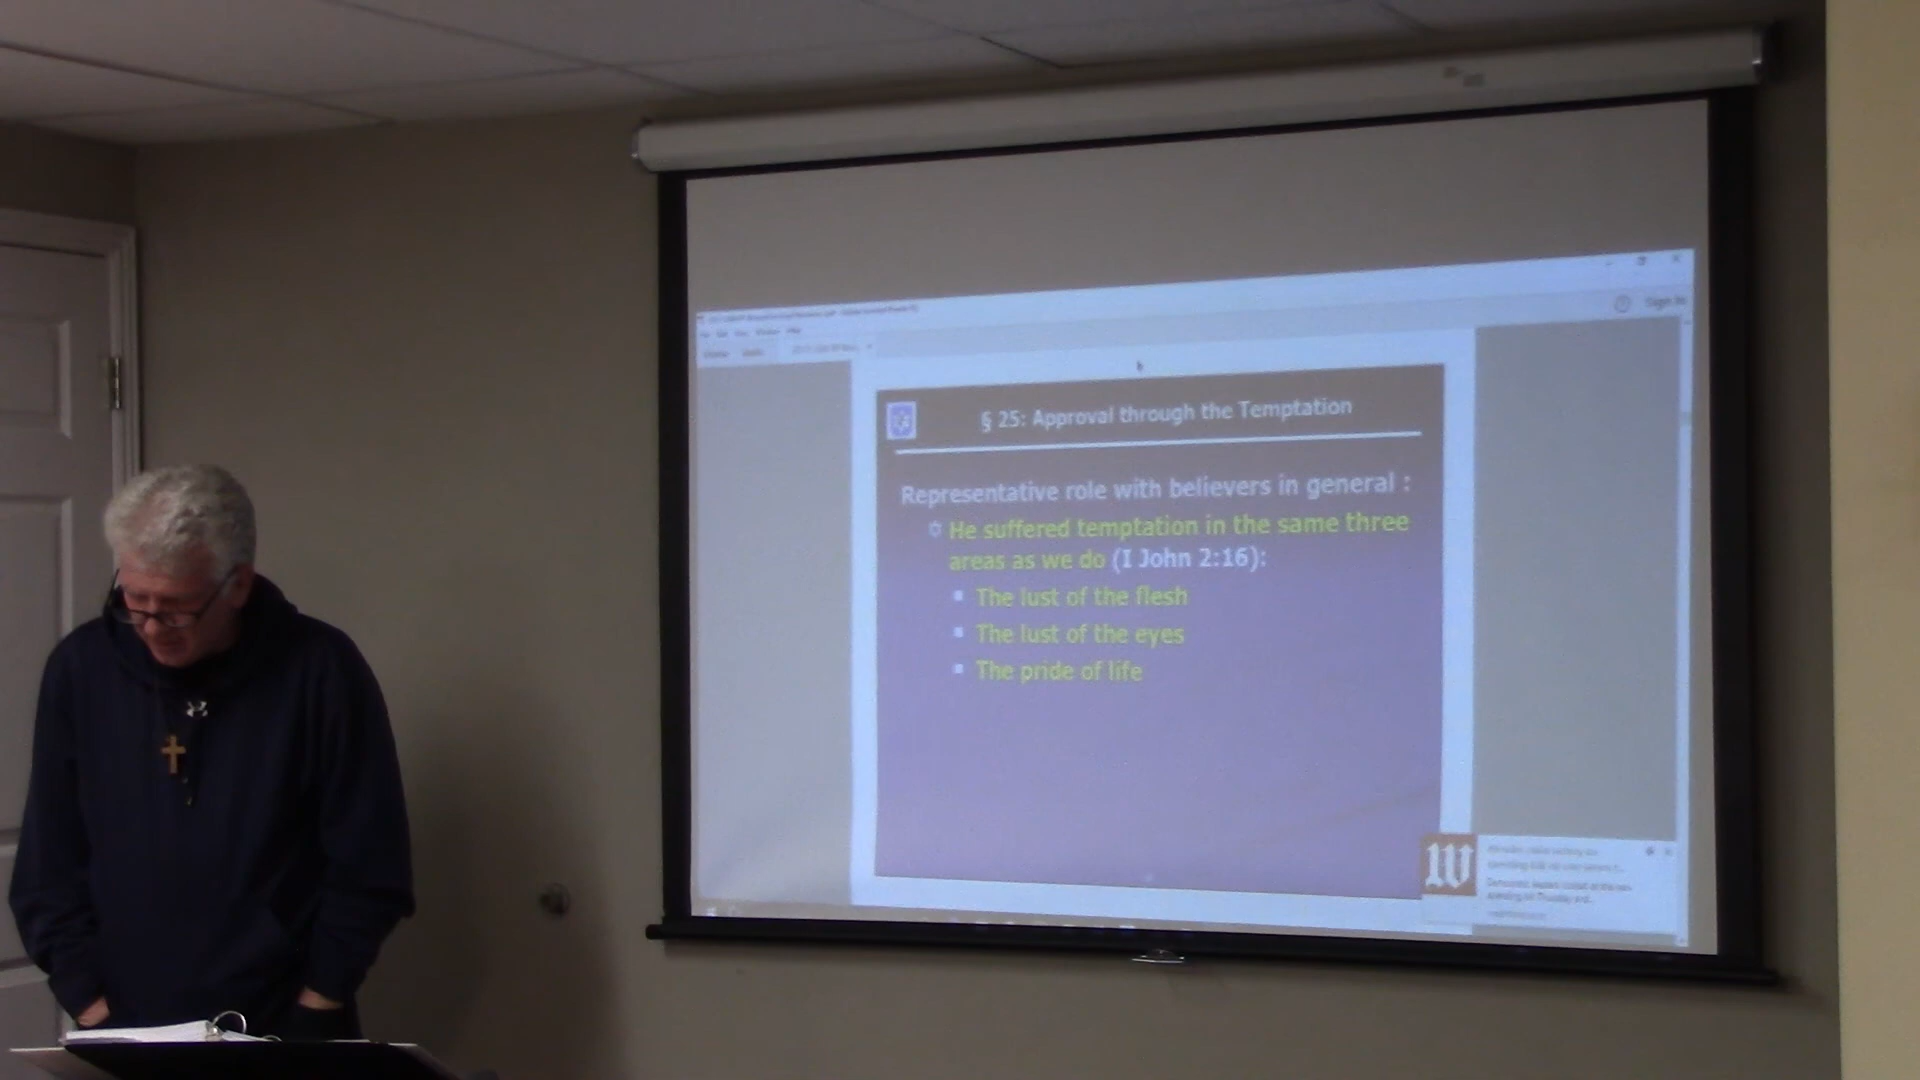 Sign In
§ 25: Approval through the Temptation
Representative role with believers in general :
He suffered temptation in the same three
areas as we do (I John 2:16):
The lust of the flesh
The lust of the eyes
The pride of life
W